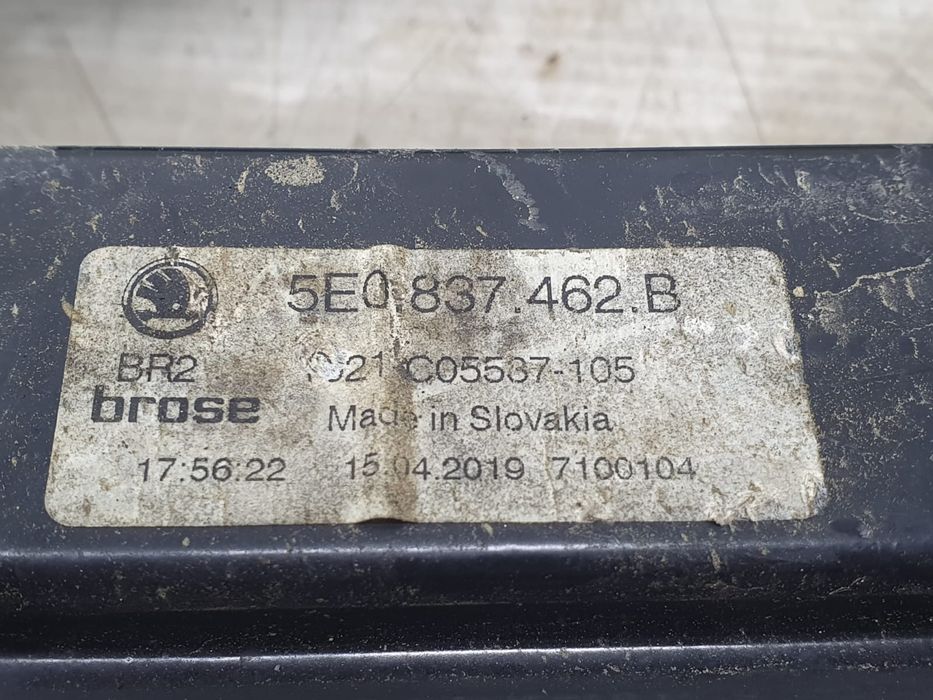 5E0.837.462.B
BR2
C05537-105
brose
Made in Slovakia
17:56:22 15.04.2019 7100104